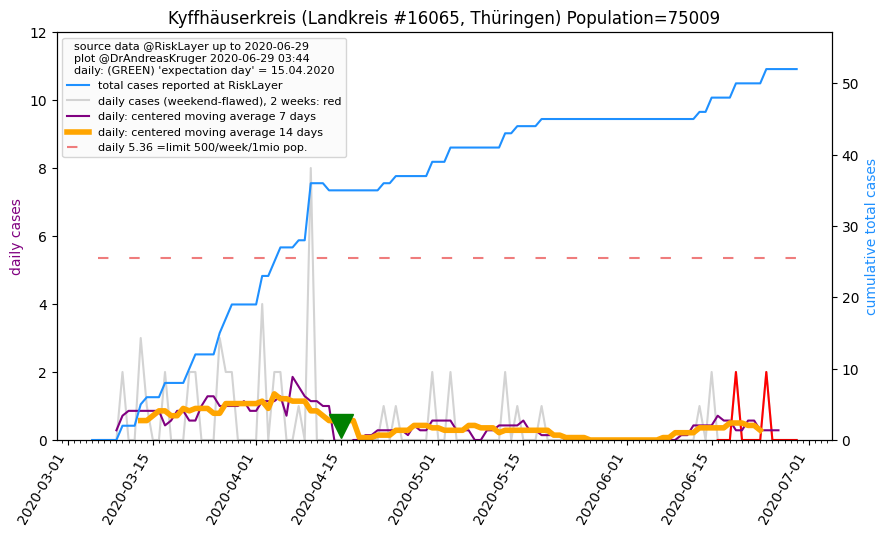 Kyffhäuserkreis (Landkreis #16065, Thüringen) Population=75009
source data @RiskLayer up to 2020-06-29
plot @DrAndreasKruger 2020-06-29 03:44
daily: (GREEN) 'expectation day' = 15.04.2020
total cases reported at RiskLayer
daily cases (weekend-flawed), 2 weeks: red
daily: centered moving average 7 days
daily: centered moving average 14 days
daily 5.36 =limit 500/week/1mio pop.
daily cases
12
10
8
6
4
2
0
cumulative total cases
50
40
30
20
10
0
2020-03-01
2020-03-15
2020-04-01
2020-04-15
2020-05-01
2020-05-15
2020-06-01
2020-06-15
2020-07-01